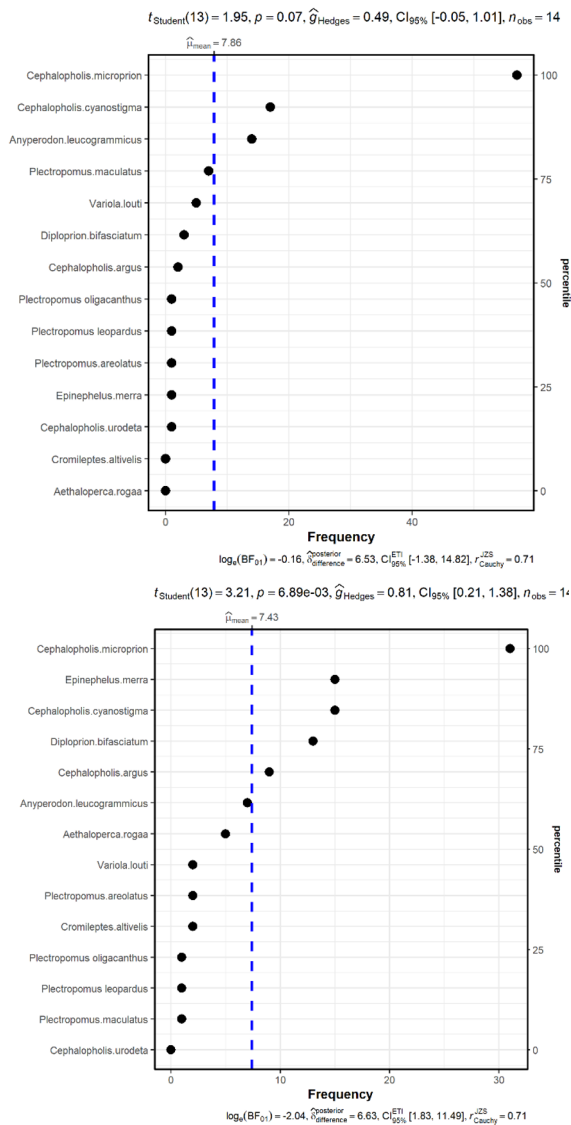 t_Student(13) = 1.95, p = 0.07, ĝ_Hedges = 0.49, CI_95% [-0.05, 1.01], n_obs = 14
μ̂_mean = 7.86
Cephalopholis.microprion
100
Cephalopholis.cyanostigma
Anyperodon.leucogrammicus
Plectropomus.maculatus
75
Variola.louti
Diploprion.bifasciatum
Cephalopholis.argus
percentile
50
Plectropomus oligacanthus
Plectropomus leopardus
Plectropomus.areolatus
25
Epinephelus.merra
Cephalopholis.urodeta
Cromileptes.altivelis
Aethaloperca.rogaa
0
0 20 40
Frequency
log_e(BF_01) = -0.16, δ̂^posterior_difference = 6.53, CI^ETI_95% [-1.38, 14.82], r^JZS_Cauchy = 0.71
t_Student(13) = 3.21, p = 6.89e-03, ĝ_Hedges = 0.81, CI_95% [0.21, 1.38], n_obs = 14
μ̂_mean = 7.43
Cephalopholis.microprion
100
Epinephelus.merra
Cephalopholis.cyanostigma
Diploprion.bifasciatum
75
Cephalopholis.argus
Anyperodon.leucogrammicus
Aethaloperca.rogaa
percentile
50
Variola.louti
Plectropomus.areolatus
Cromileptes.altivelis
25
Plectropomus oligacanthus
Plectropomus leopardus
Plectropomus.maculatus
Cephalopholis.urodeta
0
0 10 20 30
Frequency
log_e(BF_01) = -2.04, δ̂^posterior_difference = 6.63, CI^ETI_95% [1.83, 11.49], r^JZS_Cauchy = 0.71